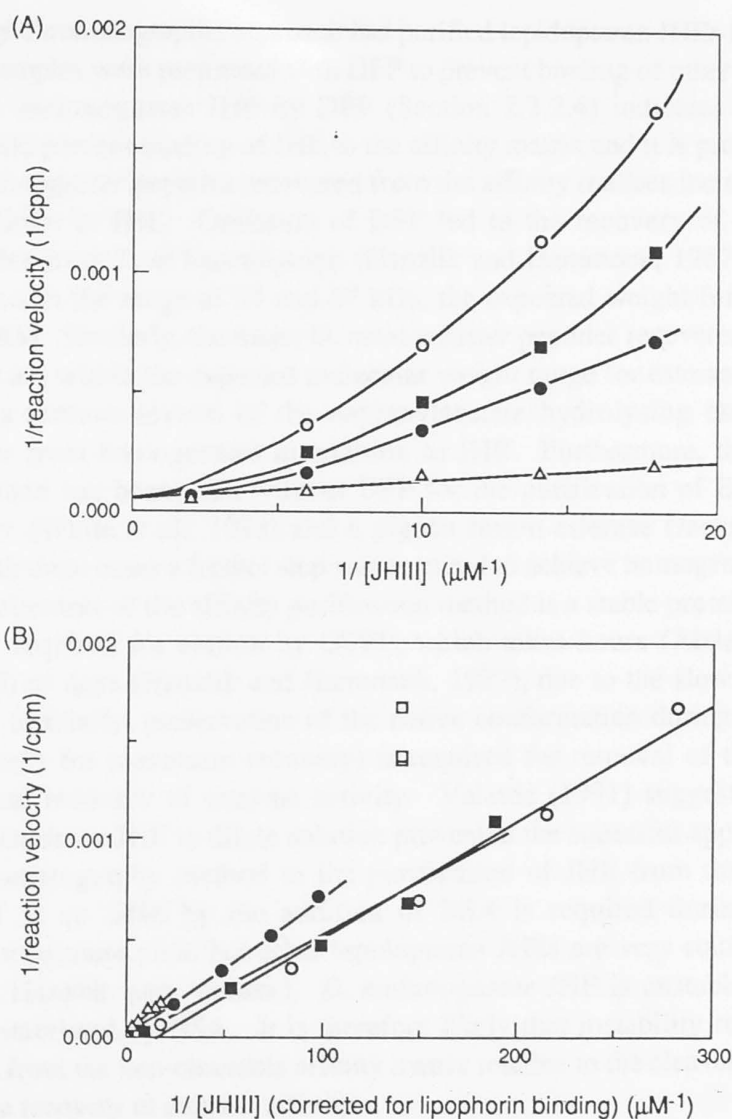 (A)
0.002
0.001
0.000
1/reaction velocity (1/cpm)
0
10
20
1/ [JHIII] (μM-1)
(B)
0.002
0.001
0.000
1/reaction velocity (1/cpm)
0
100
200
300
1/ [JHIII] (corrected for lipophorin binding) (μM-1)